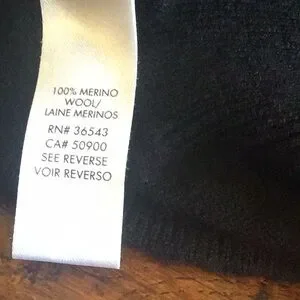 100% MERINO
WOOL/
LAINE MERINOS
RN# 36543
CA# 50900
SEE REVERSE
VOIR REVERSO